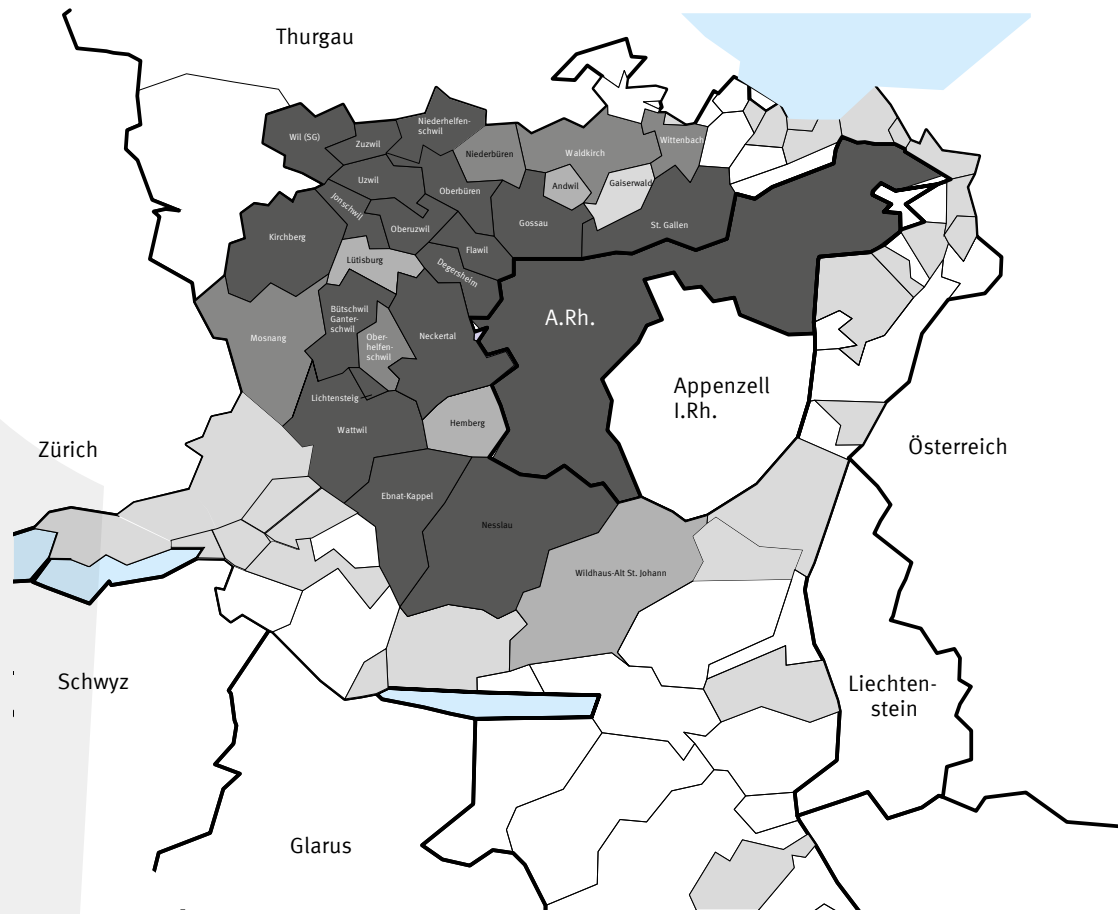 Thurgau
Niederhelfen-
schwil
Wil (SG)
Zuzwil
Wittenbach
Niederbüren
Waldkirch
Uzwil
Oberbüren
Andwil
Gaiserwald
Jonschwil
Gossau
St. Gallen
Oberuzwil
Kirchberg
Flawil
Lütisburg
Degersheim
Bütschwil
Ganter-
schwil
A.Rh.
Mosnang
Ober-
helfen-
schwil
Neckertal
Appenzell
I.Rh.
Lichtensteig
Hemberg
Wattwil
Zürich
Österreich
Ebnat-Kappel
Nesslau
Wildhaus-Alt St. Johann
Schwyz
Liechten-
stein
Glarus